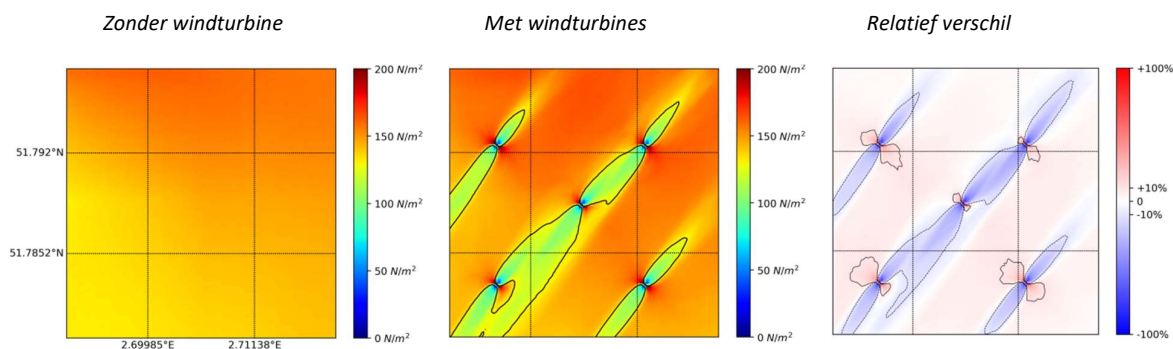 Zonder windturbine
Met windturbines
Relatief verschil
200 N/m²
150 N/m²
100 N/m²
50 N/m²
0 N/m²
51.792°N
51.7852°N
2.69985°E
2.71138°E
200 N/m²
150 N/m²
100 N/m²
50 N/m²
0 N/m²
+100%
+10%
0
-10%
-100%